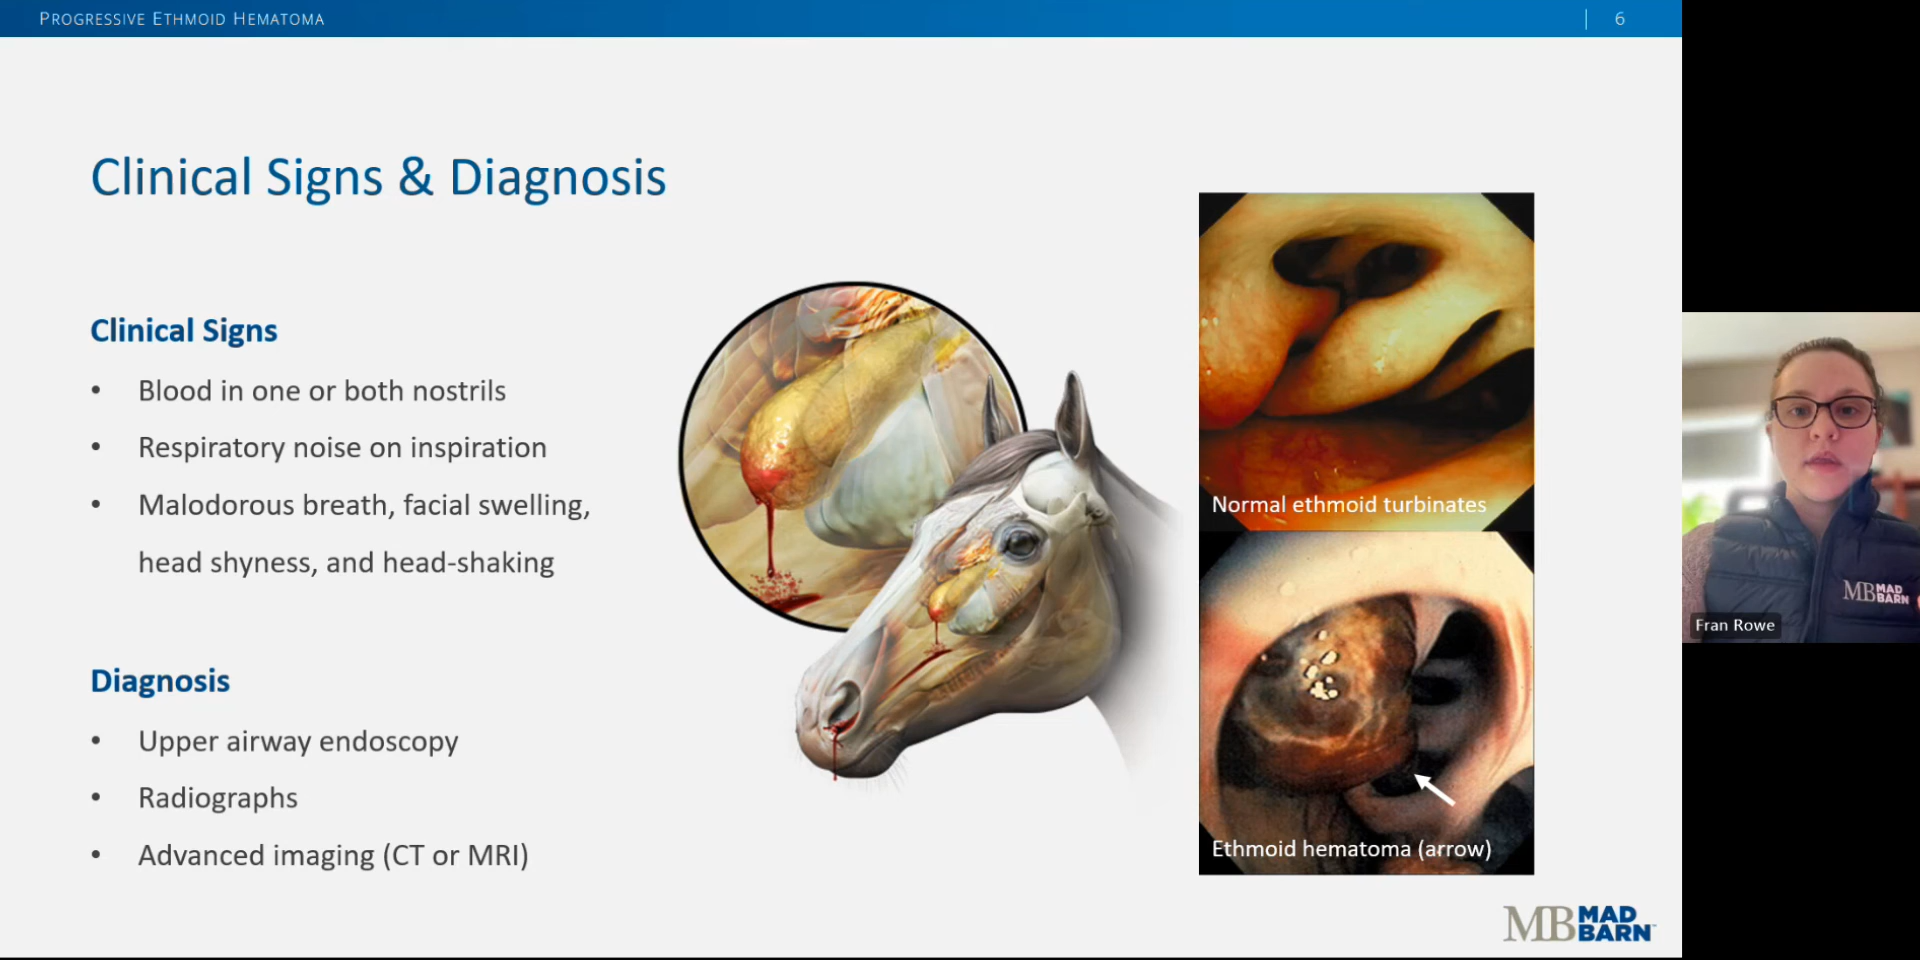 PROGRESSIVE ETHMOID HEMATOMA
6
Clinical Signs & Diagnosis
Clinical Signs
• Blood in one or both nostrils
• Respiratory noise on inspiration
• Malodorous breath, facial swelling,
head shyness, and head-shaking
Diagnosis
• Upper airway endoscopy
• Radiographs
• Advanced imaging (CT or MRI)
Normal ethmoid turbinates
Ethmoid hematoma (arrow)
MB MAD
BARN™
MB MAD
BARN
Fran Rowe